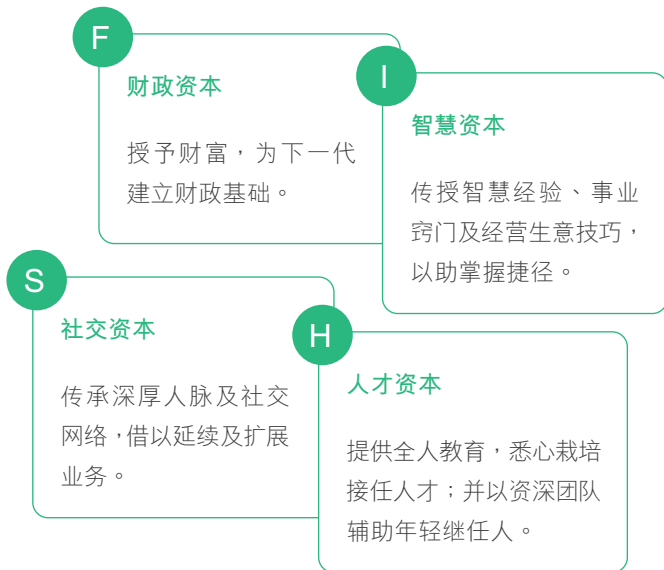 F
财政资本
授予财富，为下一代
建立财政基础。
I
智慧资本
传授智慧经验、事业
窍门及经营生意技巧，
以助掌握捷径。
S
社交资本
传承深厚人脉及社交
网络，借以延续及扩展
业务。
H
人才资本
提供全人教育，悉心栽培
接任人才；并以资深团队
辅助年轻继任人。